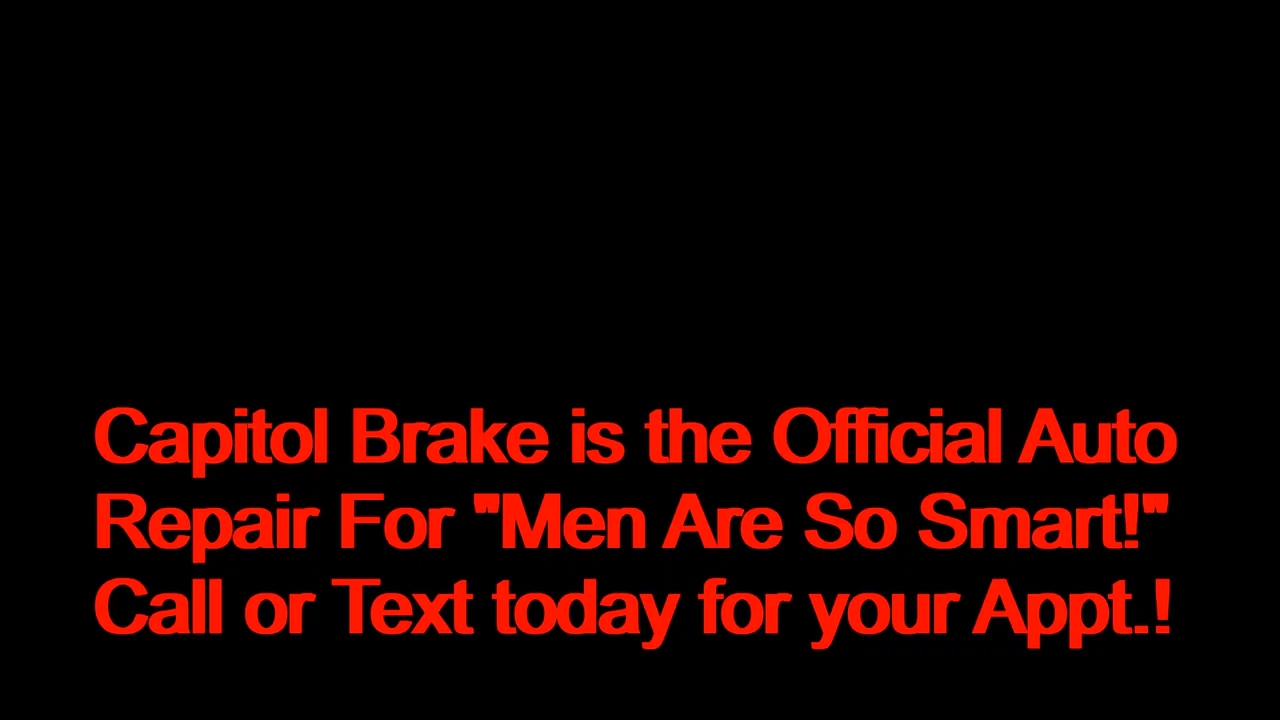 Capitol Brake is the Official Auto
Repair For "Men Are So Smart!"
Call or Text today for your Appt.!